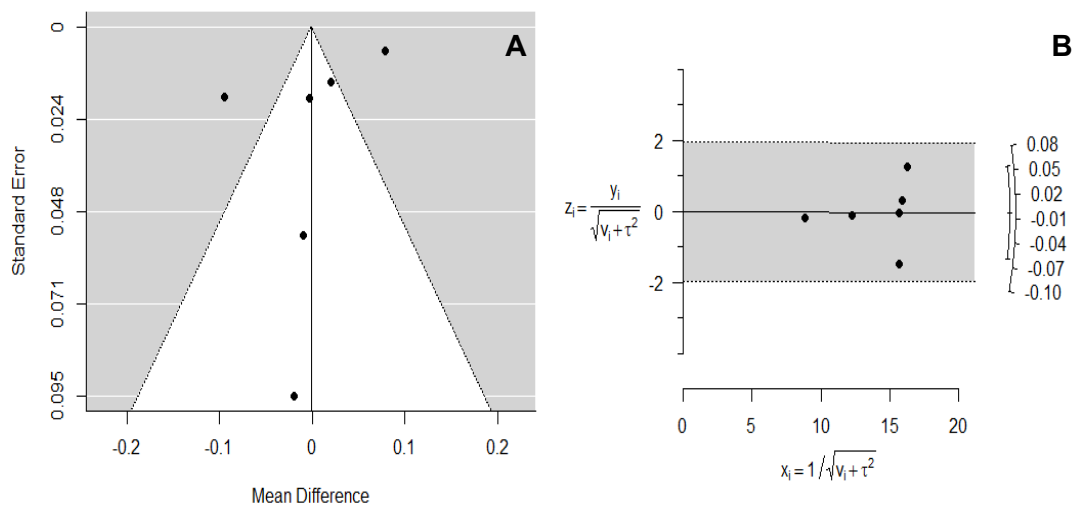 A
Standard Error
0
0.024
0.048
0.071
0.095
-0.2 -0.1 0 0.1 0.2
Mean Difference
B
zᵢ = yᵢ / √(vᵢ + τ²)
2
0
-2
0.08
0.05
0.02
-0.01
-0.04
-0.07
-0.10
0 5 10 15 20
xᵢ = 1 / √(vᵢ + τ²)